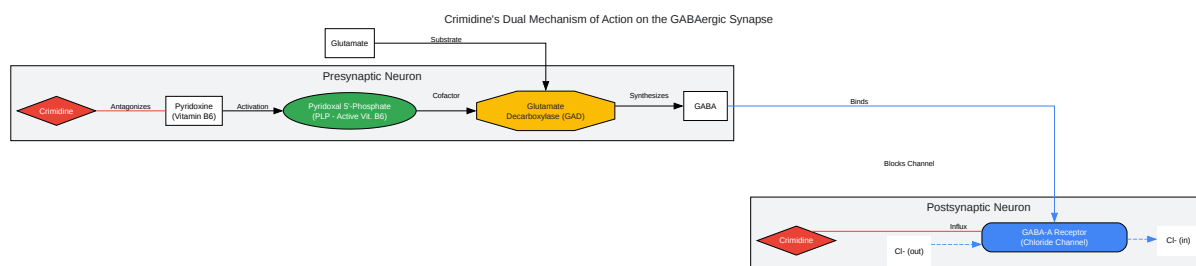 Crimidine's Dual Mechanism of Action on the GABAergic Synapse
Glutamate
Substrate
Presynaptic Neuron
Crimidine
Antagonizes
Pyridoxine
(Vitamin B6)
Activation
Pyridoxal 5'-Phosphate
(PLP - Active Vit. B6)
Cofactor
Glutamate
Decarboxylase (GAD)
Synthesizes
GABA
Binds
Blocks Channel
Postsynaptic Neuron
Crimidine
Influx
Cl- (out)
GABA-A Receptor
(Chloride Channel)
Cl- (in)